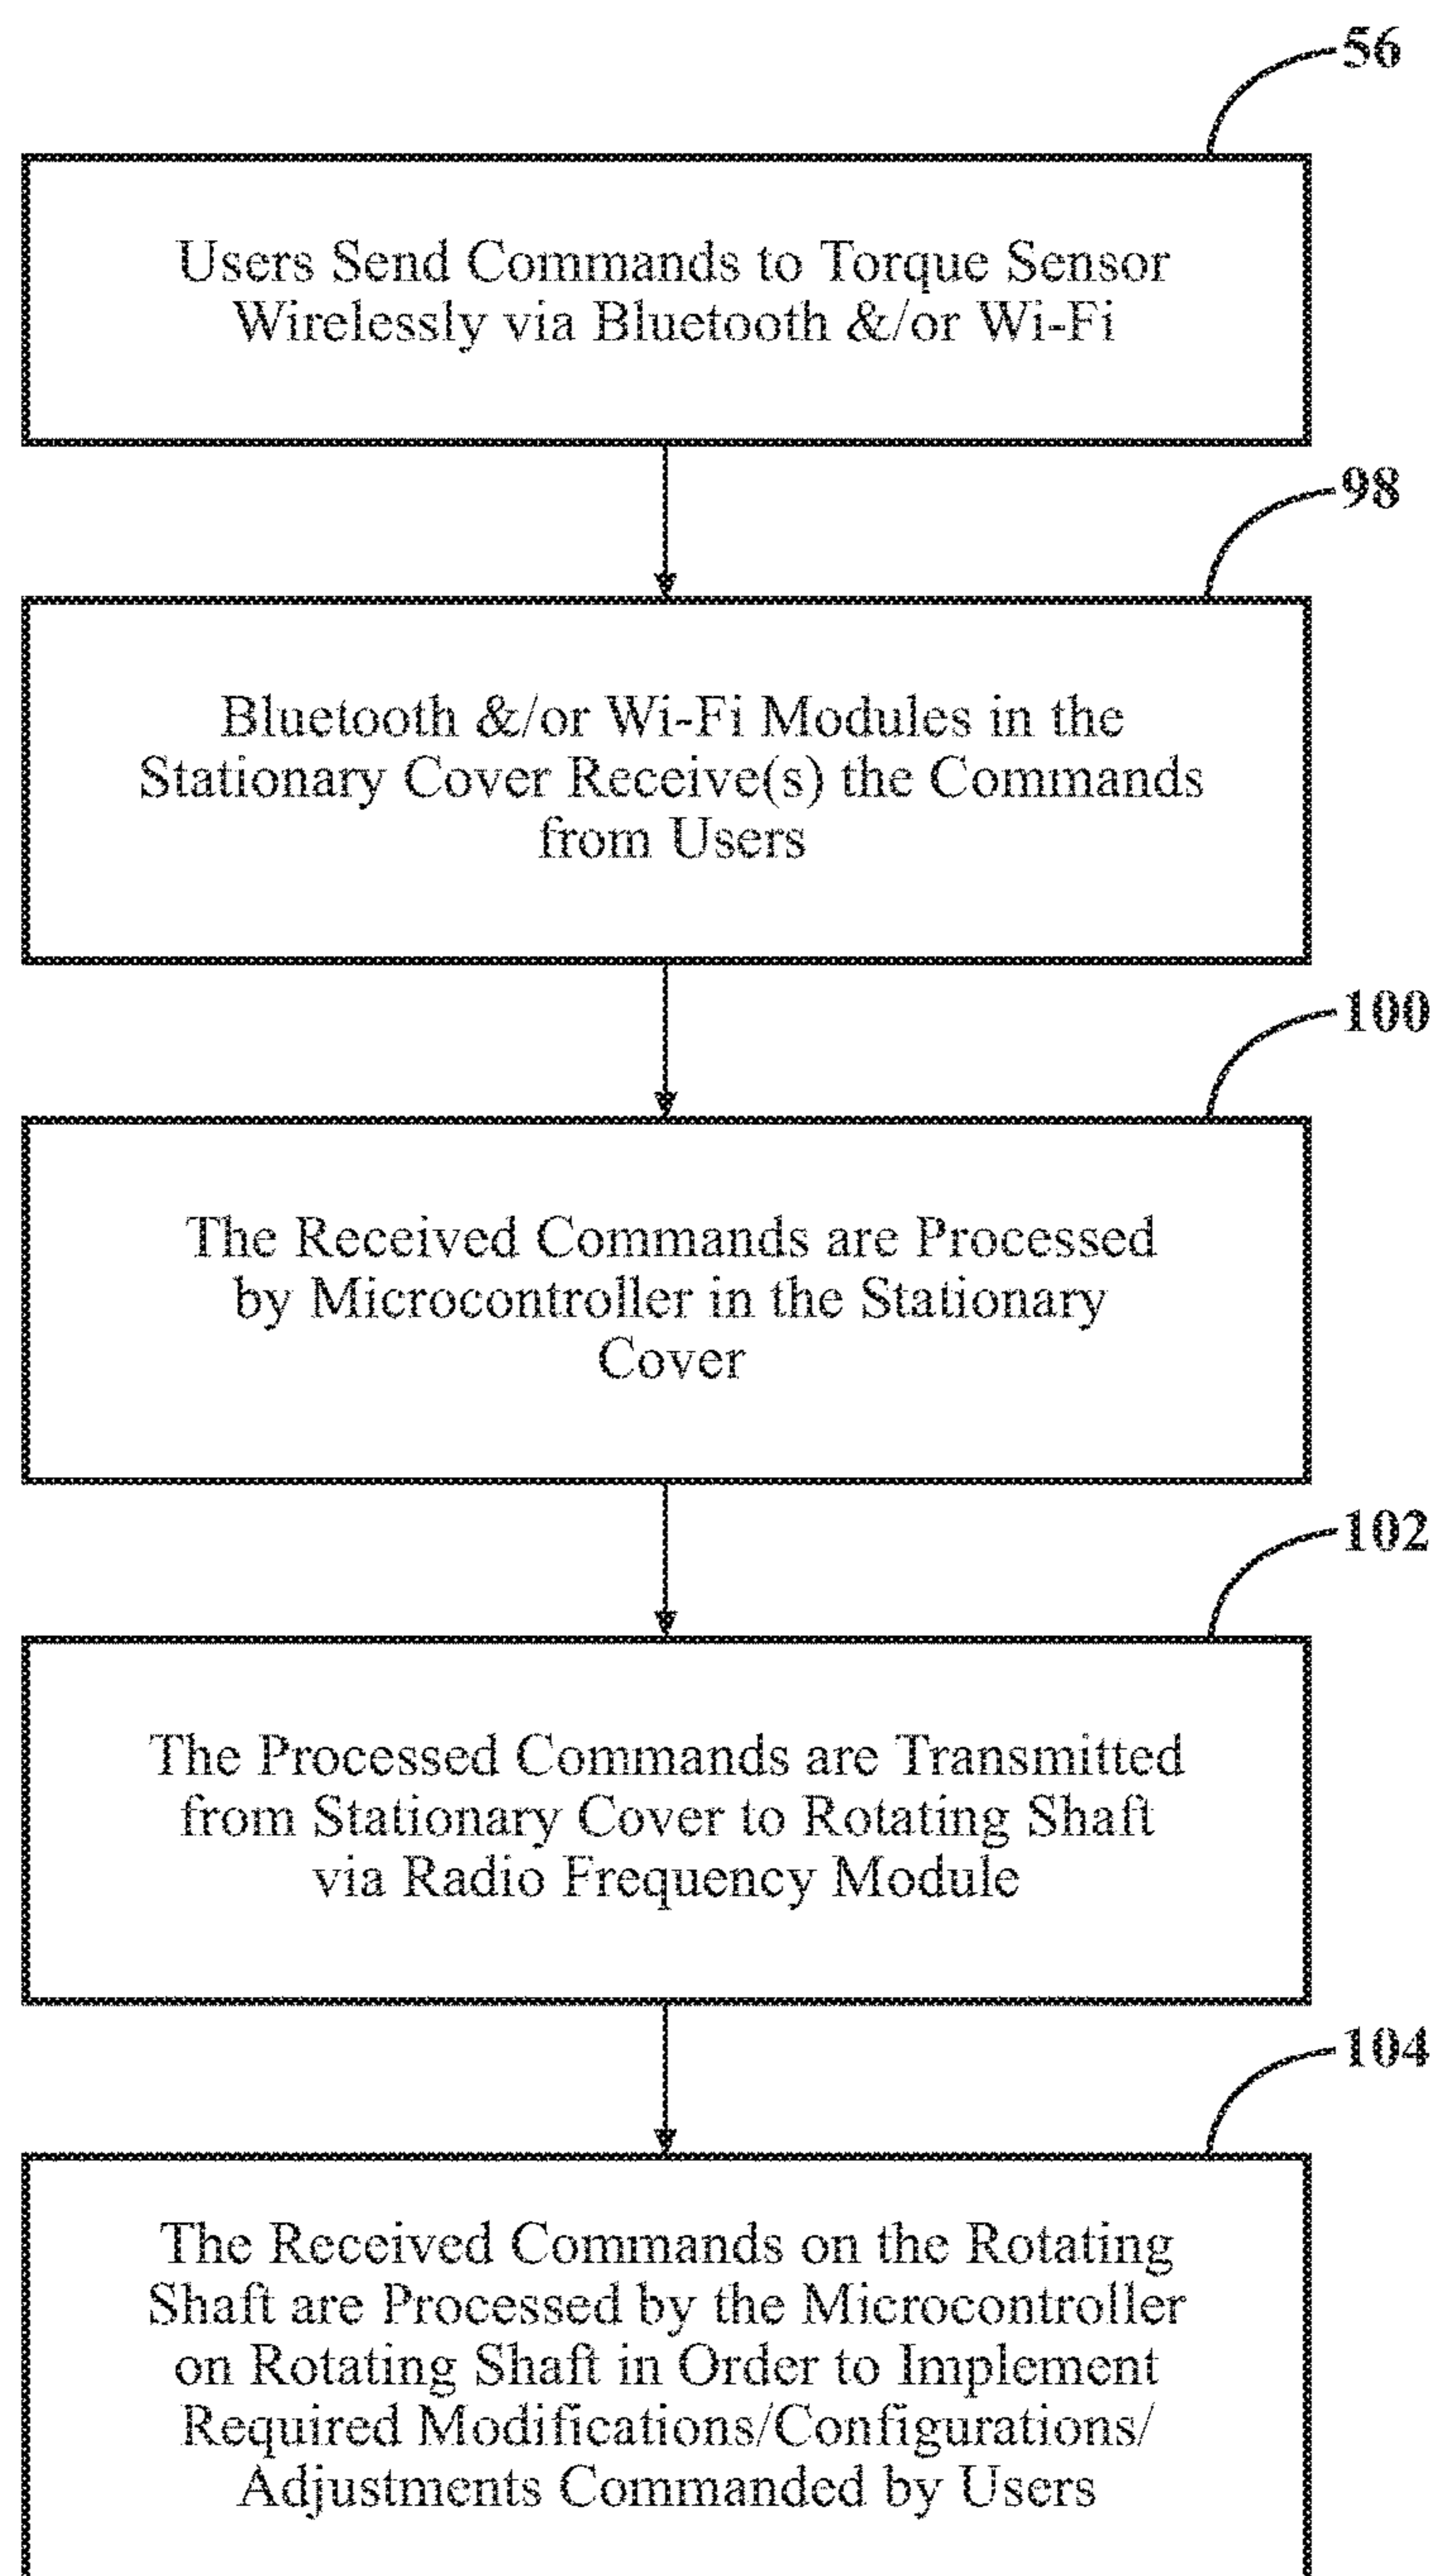 56
Users Send Commands to Torque Sensor
Wirelessly via Bluetooth &/or Wi-Fi
98
Bluetooth &/or Wi-Fi Modules in the
Stationary Cover Receive(s) the Commands
from Users
100
The Received Commands are Processed
by Microcontroller in the Stationary
Cover
102
The Processed Commands are Transmitted
from Stationary Cover to Rotating Shaft
via Radio Frequency Module
104
The Received Commands on the Rotating
Shaft are Processed by the Microcontroller
on Rotating Shaft in Order to Implement
Required Modifications/Configurations/
Adjustments Commanded by Users